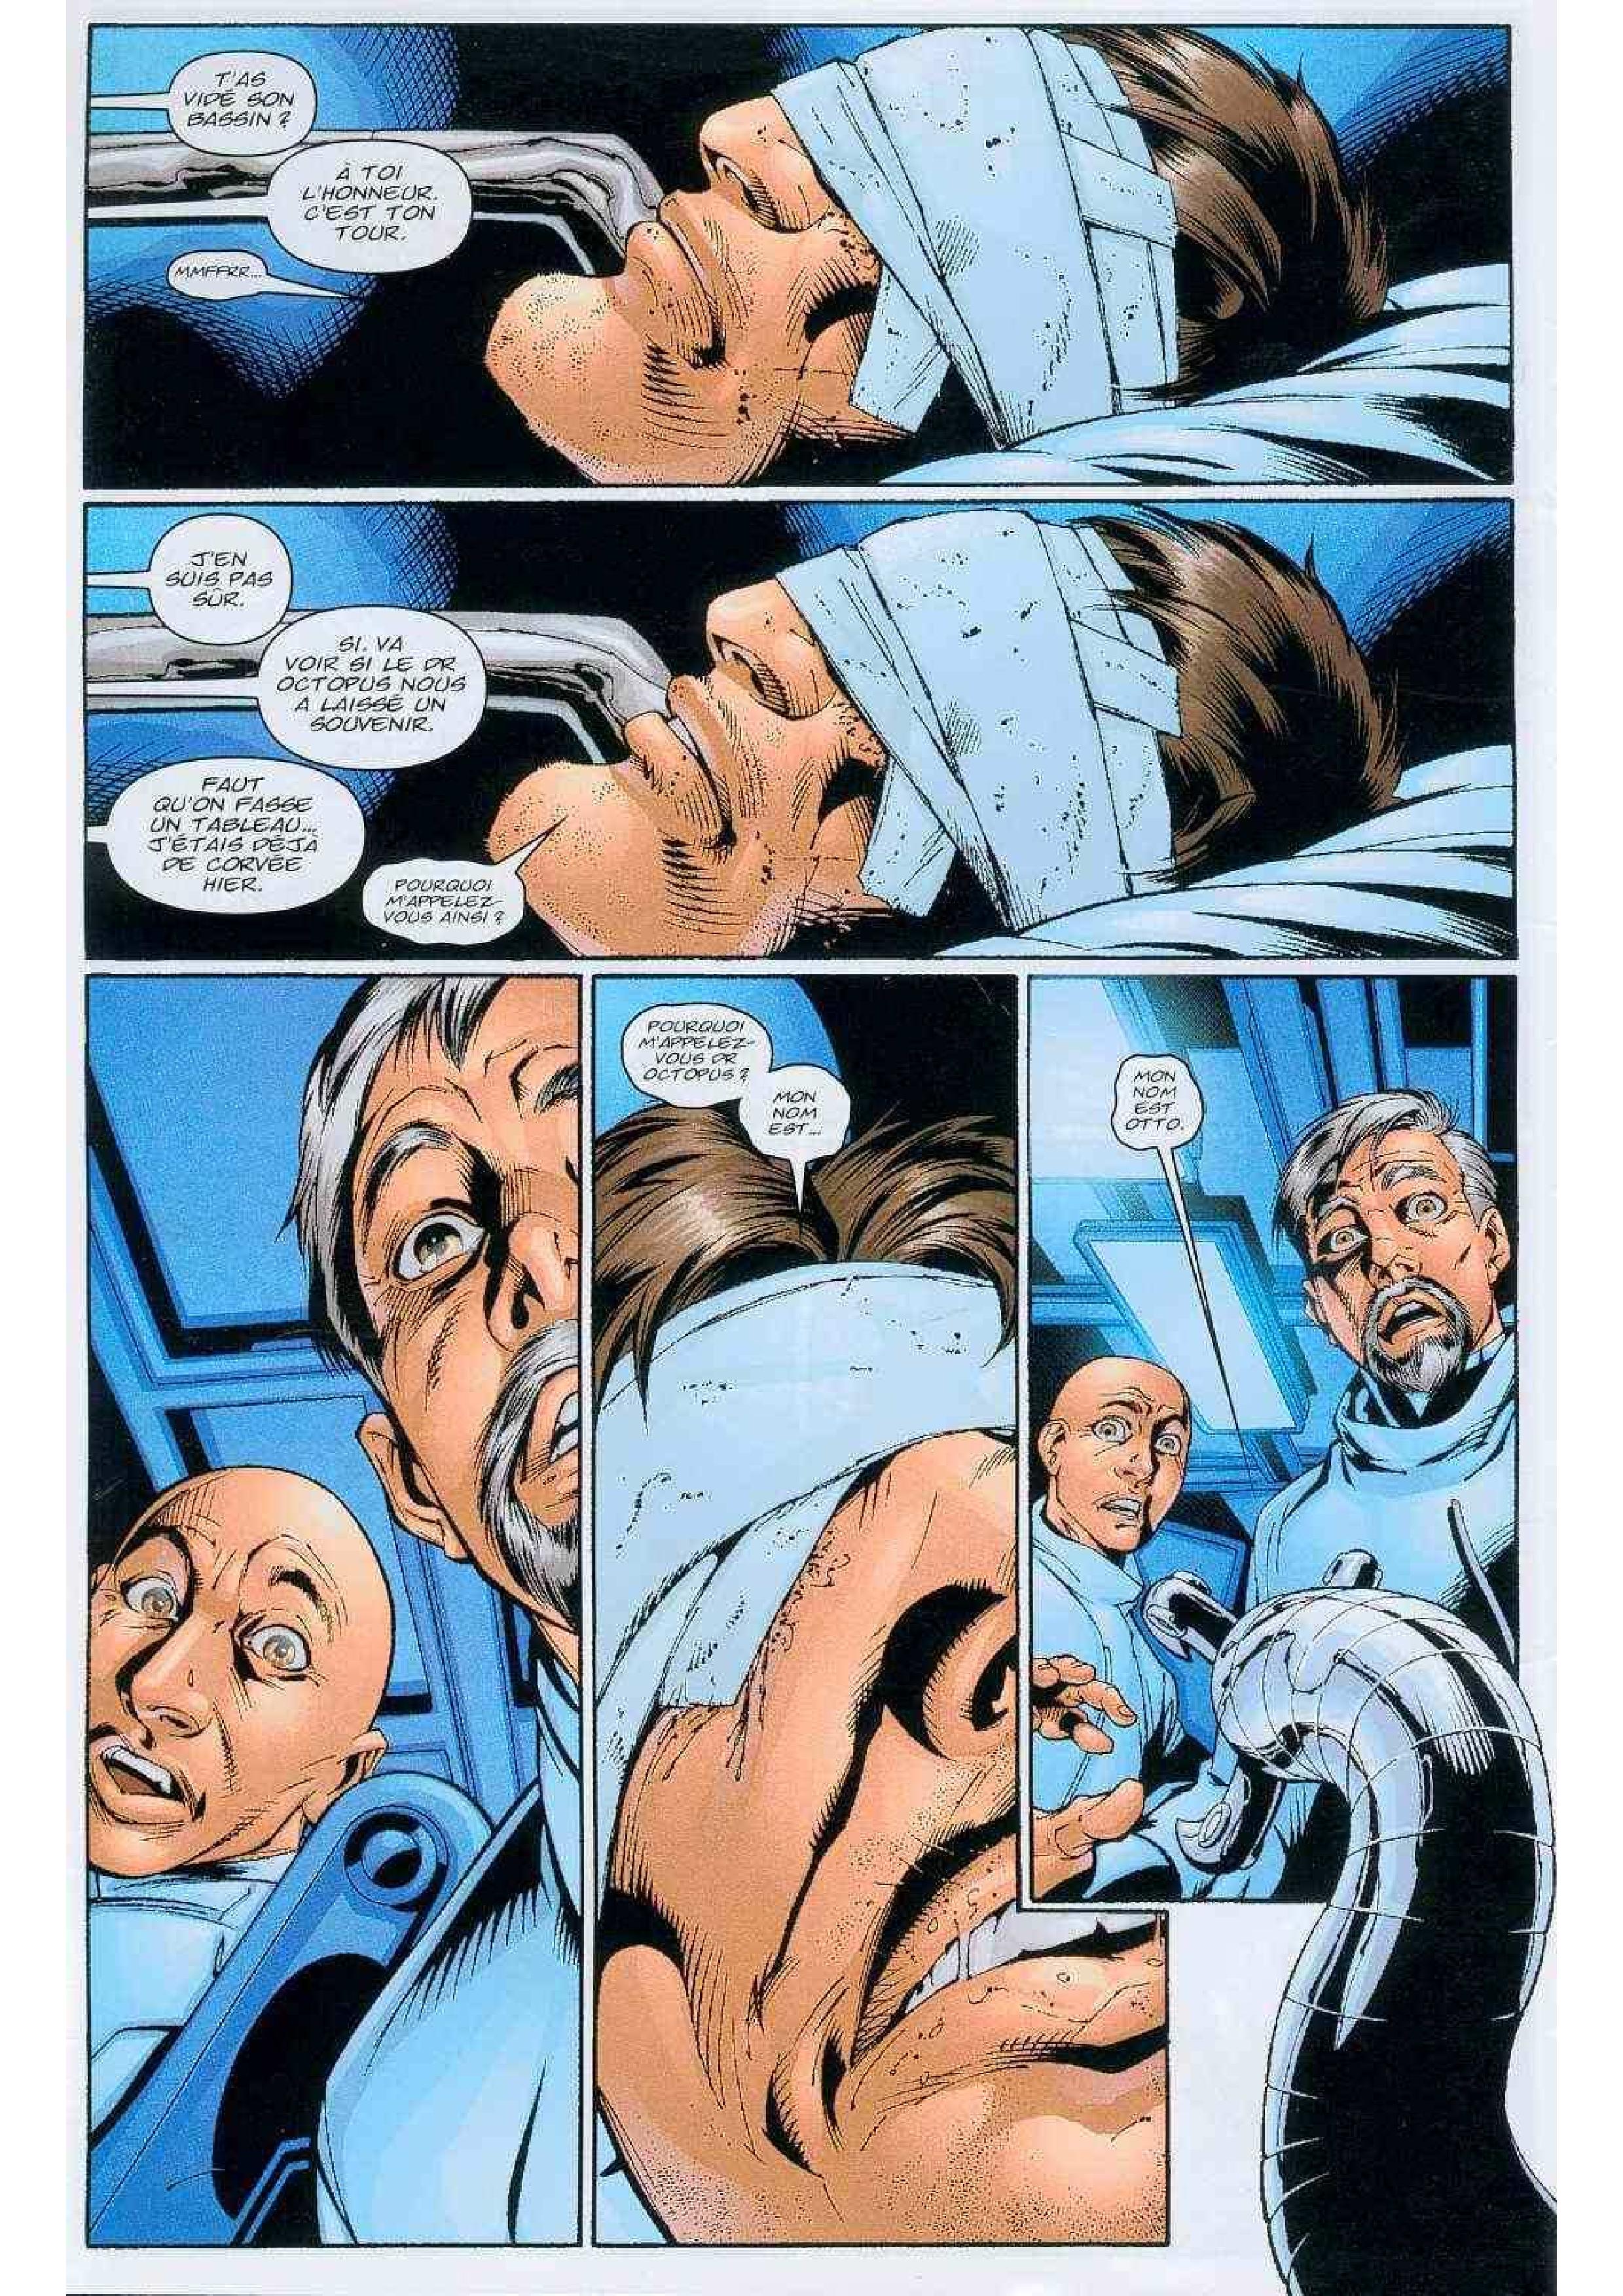 T'AS
VIDÉ SON
BASSIN ?
À TOI
L'HONNEUR.
C'EST TON
TOUR.
MMFFRR...
J'EN
SUIS PAS
SÛR.
SI. VA
VOIR SI LE DR
OCTOPUS NOUS
A LAISSÉ UN
SOUVENIR.
FAUT
QU'ON FASSE
UN TABLEAU...
J'ÉTAIS DÉJÀ
DE CORVÉE
HIER.
POURQUOI
M'APPELEZ-
VOUS AINSI ?
POURQUOI
M'APPELEZ-
VOUS DR
OCTOPUS ?
MON
NOM
EST...
MON
NOM
EST
OTTO.